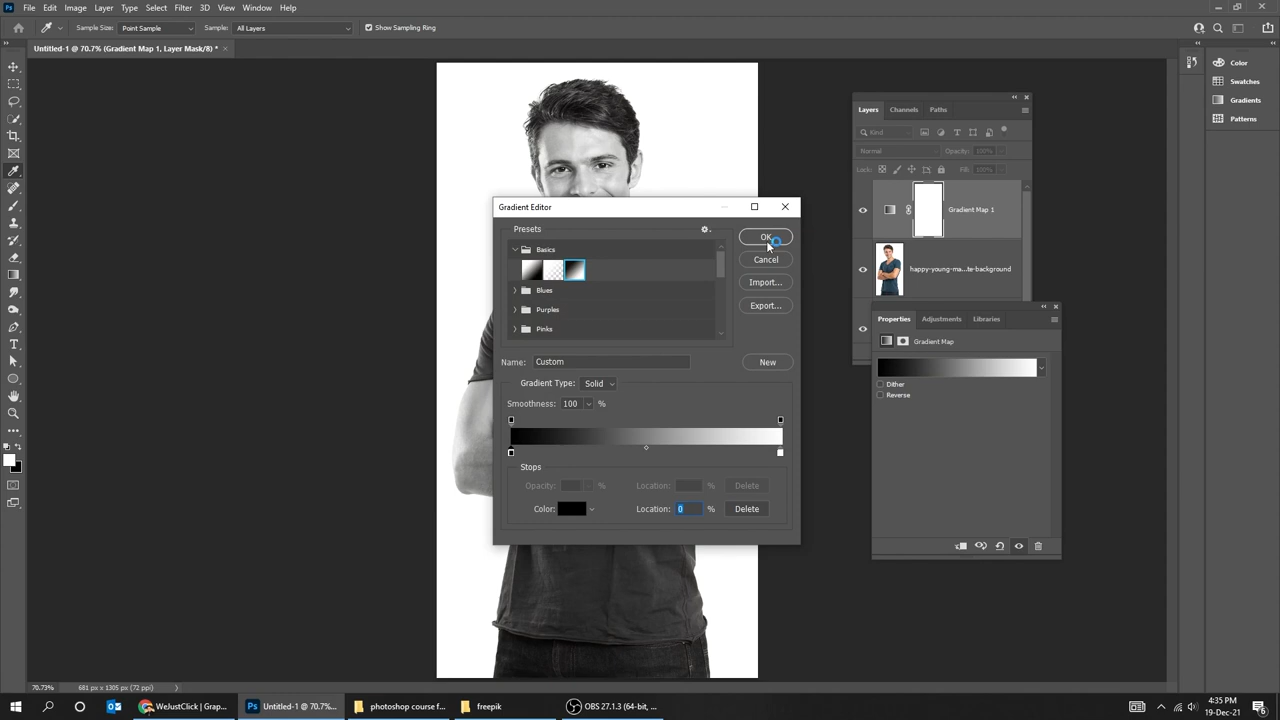 Ps File Edit Image Layer Type Select Filter 3D View Window Help
Sample Size: Point Sample Sample: All Layers Show Sampling Ring
Untitled-1 @ 70.7% (Gradient Map 1, Layer Mask/8) *
Color
Swatches
Gradients
Patterns
Layers Channels Paths
Kind
Normal Opacity: 100%
Lock: Fill: 100%
Gradient Map 1
happy-young-ma...te-background
Properties Adjustments Libraries
Gradient Map
Dither
Reverse
Gradient Editor
Presets
Basics
Blues
Purples
Pinks
OK
Cancel
Import...
Export...
Name: Custom New
Gradient Type: Solid
Smoothness: 100 %
Stops
Opacity: % Location: % Delete
Color: Location: 0 % Delete
70.73% 681 px x 1305 px (72 ppi)
WeJustClick | Grap...
Ps Untitled-1 @ 70.7%...
photoshop course f...
freepik
OBS 27.1.3 (64-bit, ...
4:35 PM
19-Dec-21